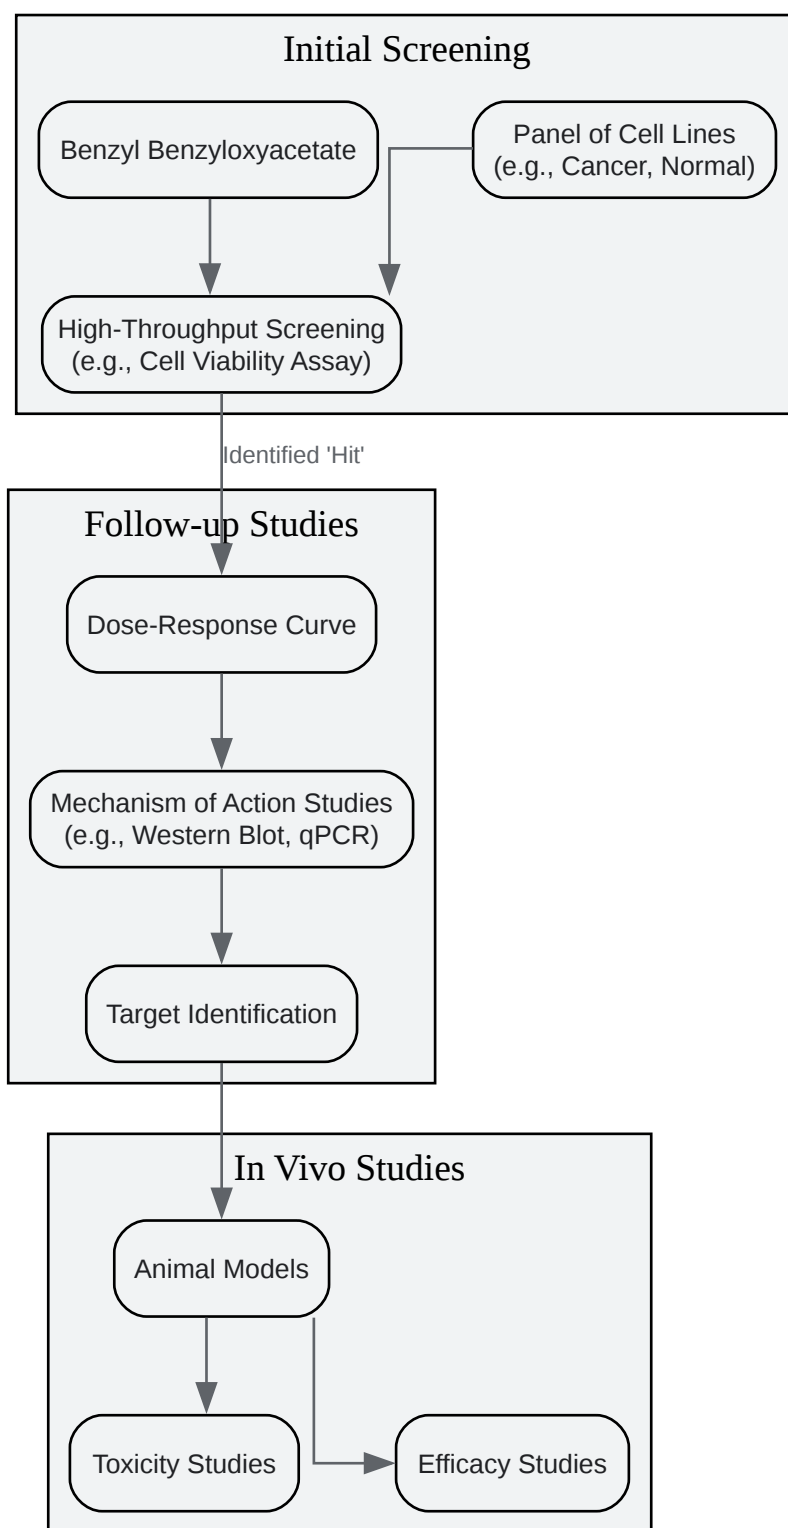 Initial Screening
Benzyl Benzyloxyacetate
Panel of Cell Lines
(e.g., Cancer, Normal)
High-Throughput Screening
(e.g., Cell Viability Assay)
Identified 'Hit'
Follow-up Studies
Dose-Response Curve
Mechanism of Action Studies
(e.g., Western Blot, qPCR)
Target Identification
In Vivo Studies
Animal Models
Toxicity Studies
Efficacy Studies